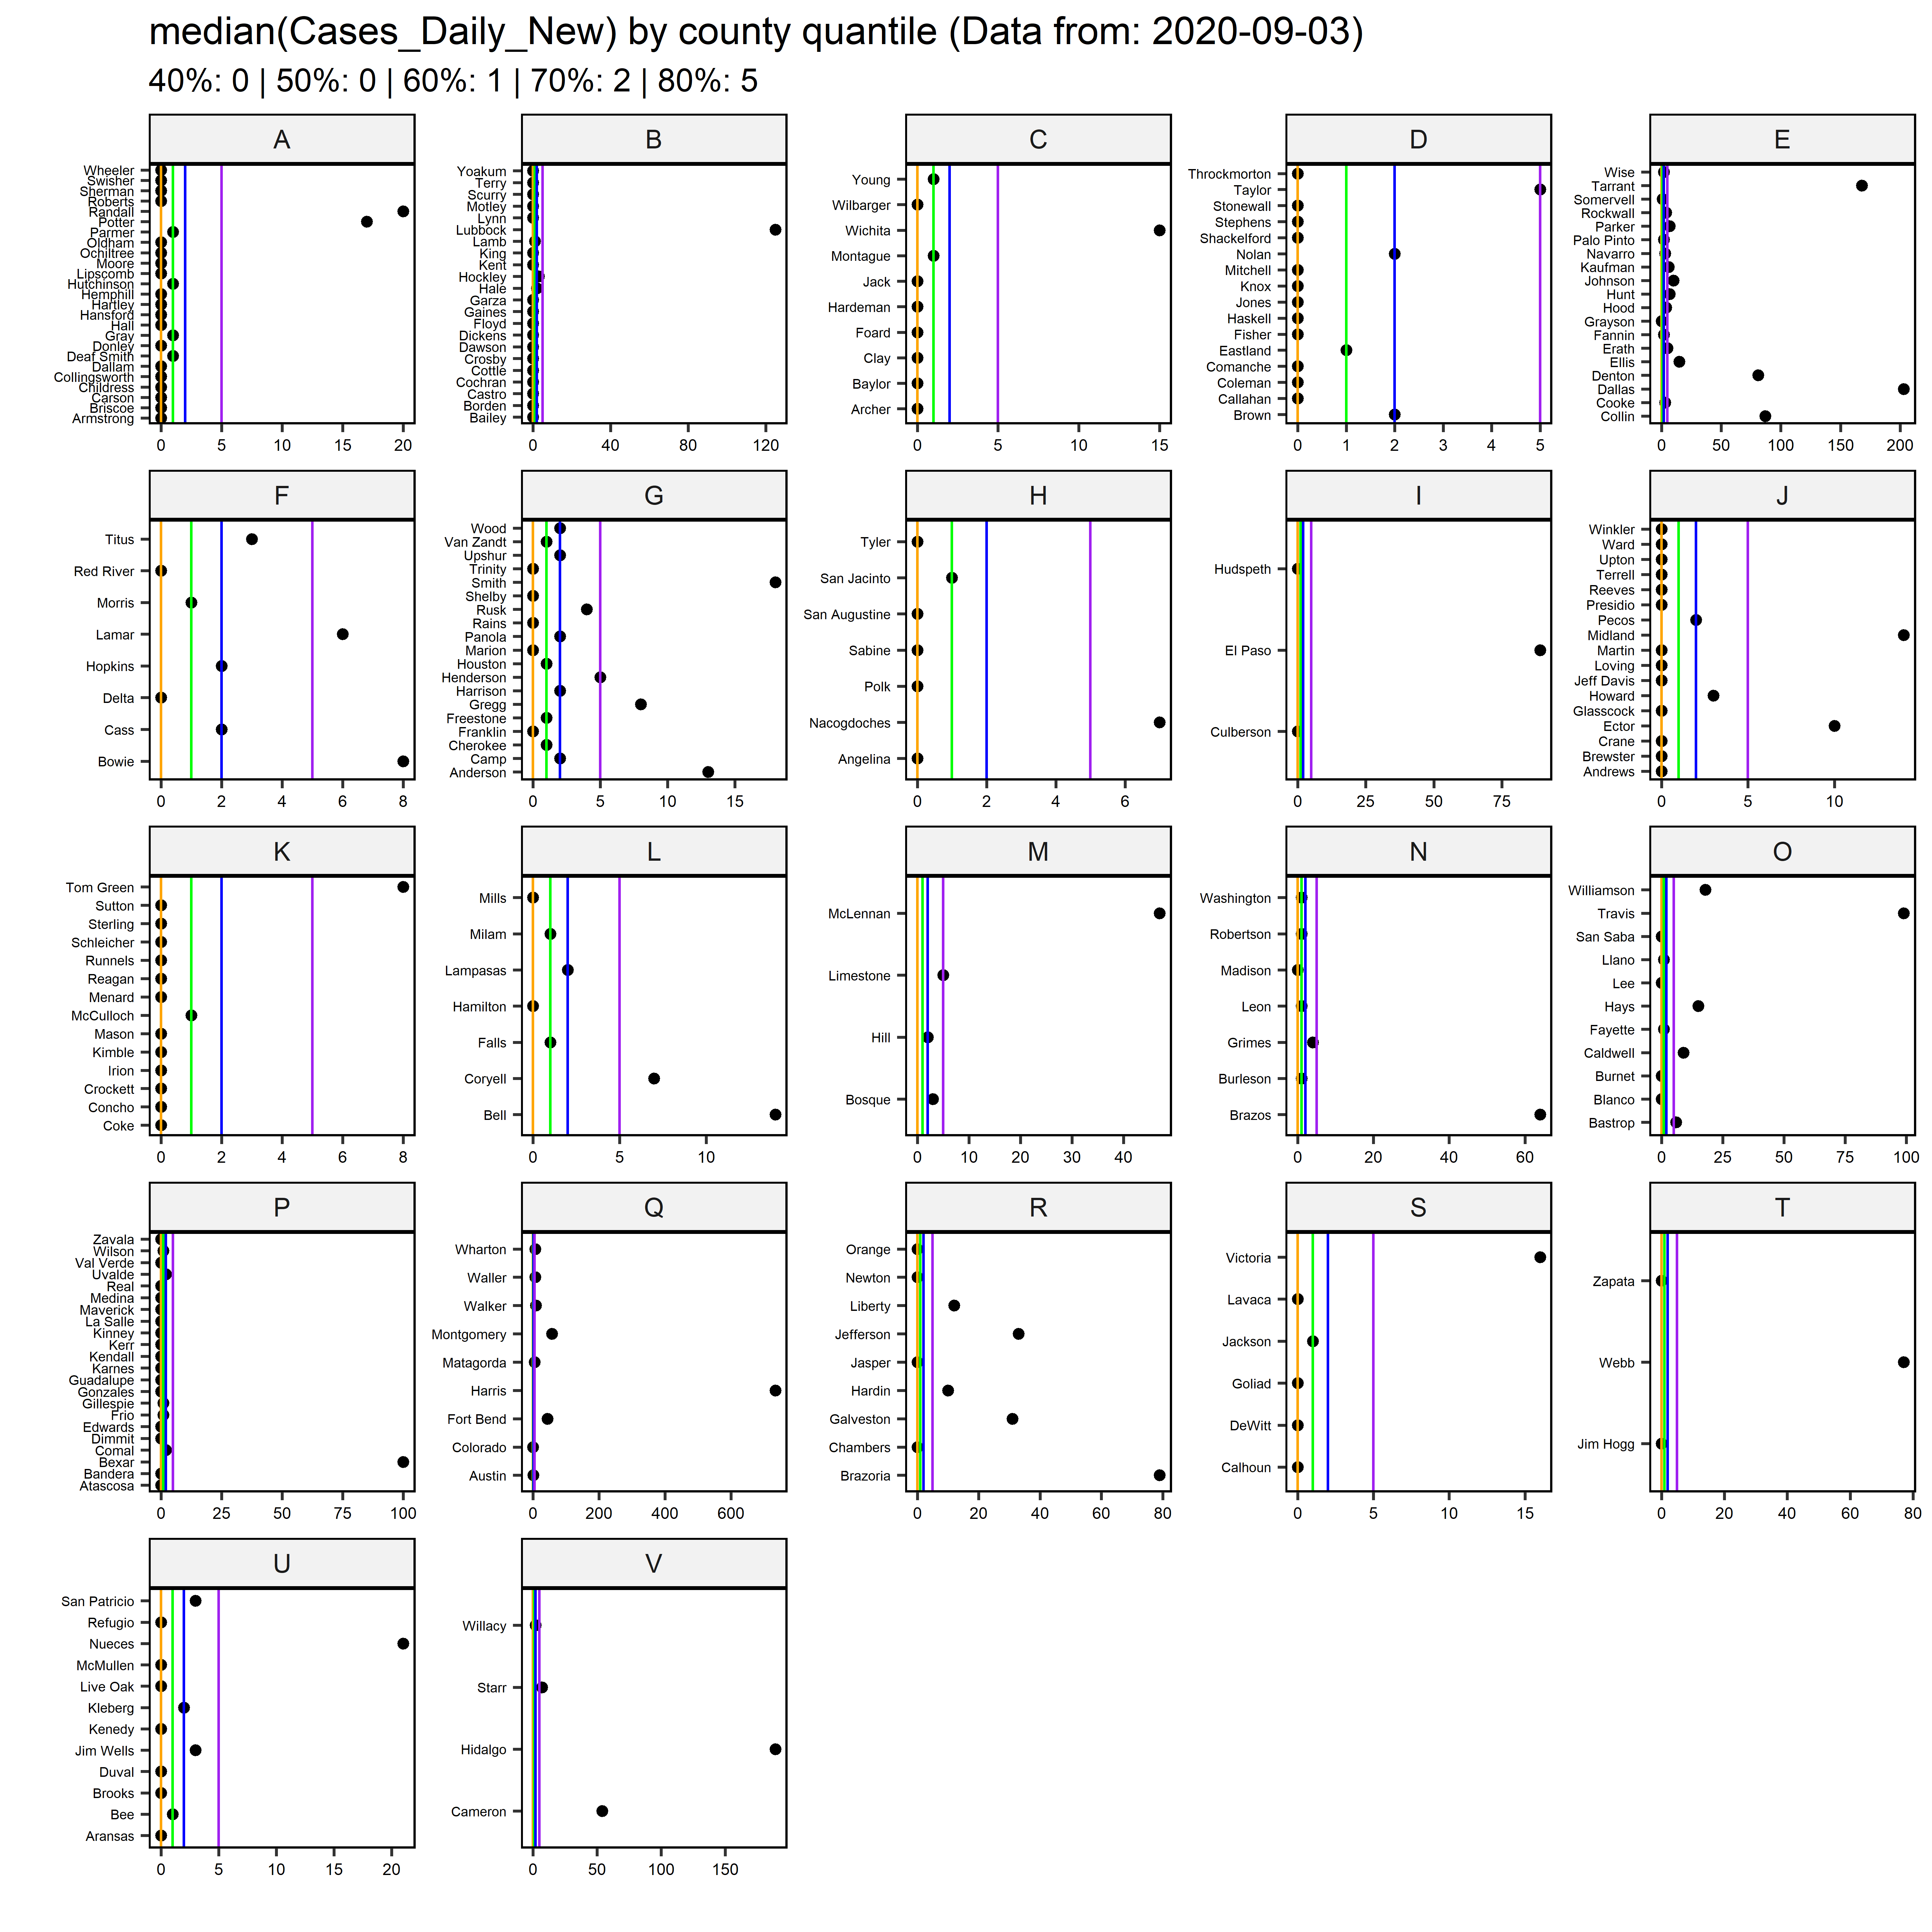 median(Cases_Daily_New) by county quantile (Data from: 2020-09-03)
40%: 0 | 50%: 0 | 60%: 1 | 70%: 2 | 80%: 5
A
Wheeler
Swisher
Sherman
Roberts
Randall
Potter
Parmer
Oldham
Ochiltree
Moore
Lipscomb
Hutchinson
Hemphill
Hartley
Hansford
Hall
Gray
Donley
Deaf Smith
Dallam
Collingsworth
Childress
Carson
Briscoe
Armstrong
0 5 10 15 20
B
Yoakum
Terry
Scurry
Motley
Lynn
Lubbock
Lamb
King
Kent
Hockley
Hale
Garza
Gaines
Floyd
Dickens
Dawson
Crosby
Cottle
Cochran
Castro
Borden
Bailey
0 40 80 120
C
Young
Wilbarger
Wichita
Montague
Jack
Hardeman
Foard
Clay
Baylor
Archer
0 5 10 15
D
Throckmorton
Taylor
Stonewall
Stephens
Shackelford
Nolan
Mitchell
Knox
Jones
Haskell
Fisher
Eastland
Comanche
Coleman
Callahan
Brown
0 1 2 3 4 5
E
Wise
Tarrant
Somervell
Rockwall
Parker
Palo Pinto
Navarro
Kaufman
Johnson
Hunt
Hood
Grayson
Fannin
Erath
Ellis
Denton
Dallas
Cooke
Collin
0 50 100 150 200
F
Titus
Red River
Morris
Lamar
Hopkins
Delta
Cass
Bowie
0 2 4 6 8
G
Wood
Van Zandt
Upshur
Trinity
Smith
Shelby
Rusk
Rains
Panola
Marion
Houston
Henderson
Harrison
Gregg
Freestone
Franklin
Cherokee
Camp
Anderson
0 5 10 15
H
Tyler
San Jacinto
San Augustine
Sabine
Polk
Nacogdoches
Angelina
0 2 4 6
I
Hudspeth
El Paso
Culberson
0 25 50 75
J
Winkler
Ward
Upton
Terrell
Reeves
Presidio
Pecos
Midland
Martin
Loving
Jeff Davis
Howard
Glasscock
Ector
Crane
Brewster
Andrews
0 5 10
K
Tom Green
Sutton
Sterling
Schleicher
Runnels
Reagan
Menard
McCulloch
Mason
Kimble
Irion
Crockett
Concho
Coke
0 2 4 6 8
L
Mills
Milam
Lampasas
Hamilton
Falls
Coryell
Bell
0 5 10
M
McLennan
Limestone
Hill
Bosque
0 10 20 30 40
N
Washington
Robertson
Madison
Leon
Grimes
Burleson
Brazos
0 20 40 60
O
Williamson
Travis
San Saba
Llano
Lee
Hays
Fayette
Caldwell
Burnet
Blanco
Bastrop
0 25 50 75 100
P
Zavala
Wilson
Val Verde
Uvalde
Real
Medina
Maverick
La Salle
Kinney
Kerr
Kendall
Karnes
Guadalupe
Gonzales
Gillespie
Frio
Edwards
Dimmit
Comal
Bexar
Bandera
Atascosa
0 25 50 75 100
Q
Wharton
Waller
Walker
Montgomery
Matagorda
Harris
Fort Bend
Colorado
Austin
0 200 400 600
R
Orange
Newton
Liberty
Jefferson
Jasper
Hardin
Galveston
Chambers
Brazoria
0 20 40 60 80
S
Victoria
Lavaca
Jackson
Goliad
DeWitt
Calhoun
0 5 10 15
T
Zapata
Webb
Jim Hogg
0 20 40 60 80
U
San Patricio
Refugio
Nueces
McMullen
Live Oak
Kleberg
Kenedy
Jim Wells
Duval
Brooks
Bee
Aransas
0 5 10 15 20
V
Willacy
Starr
Hidalgo
Cameron
0 50 100 150